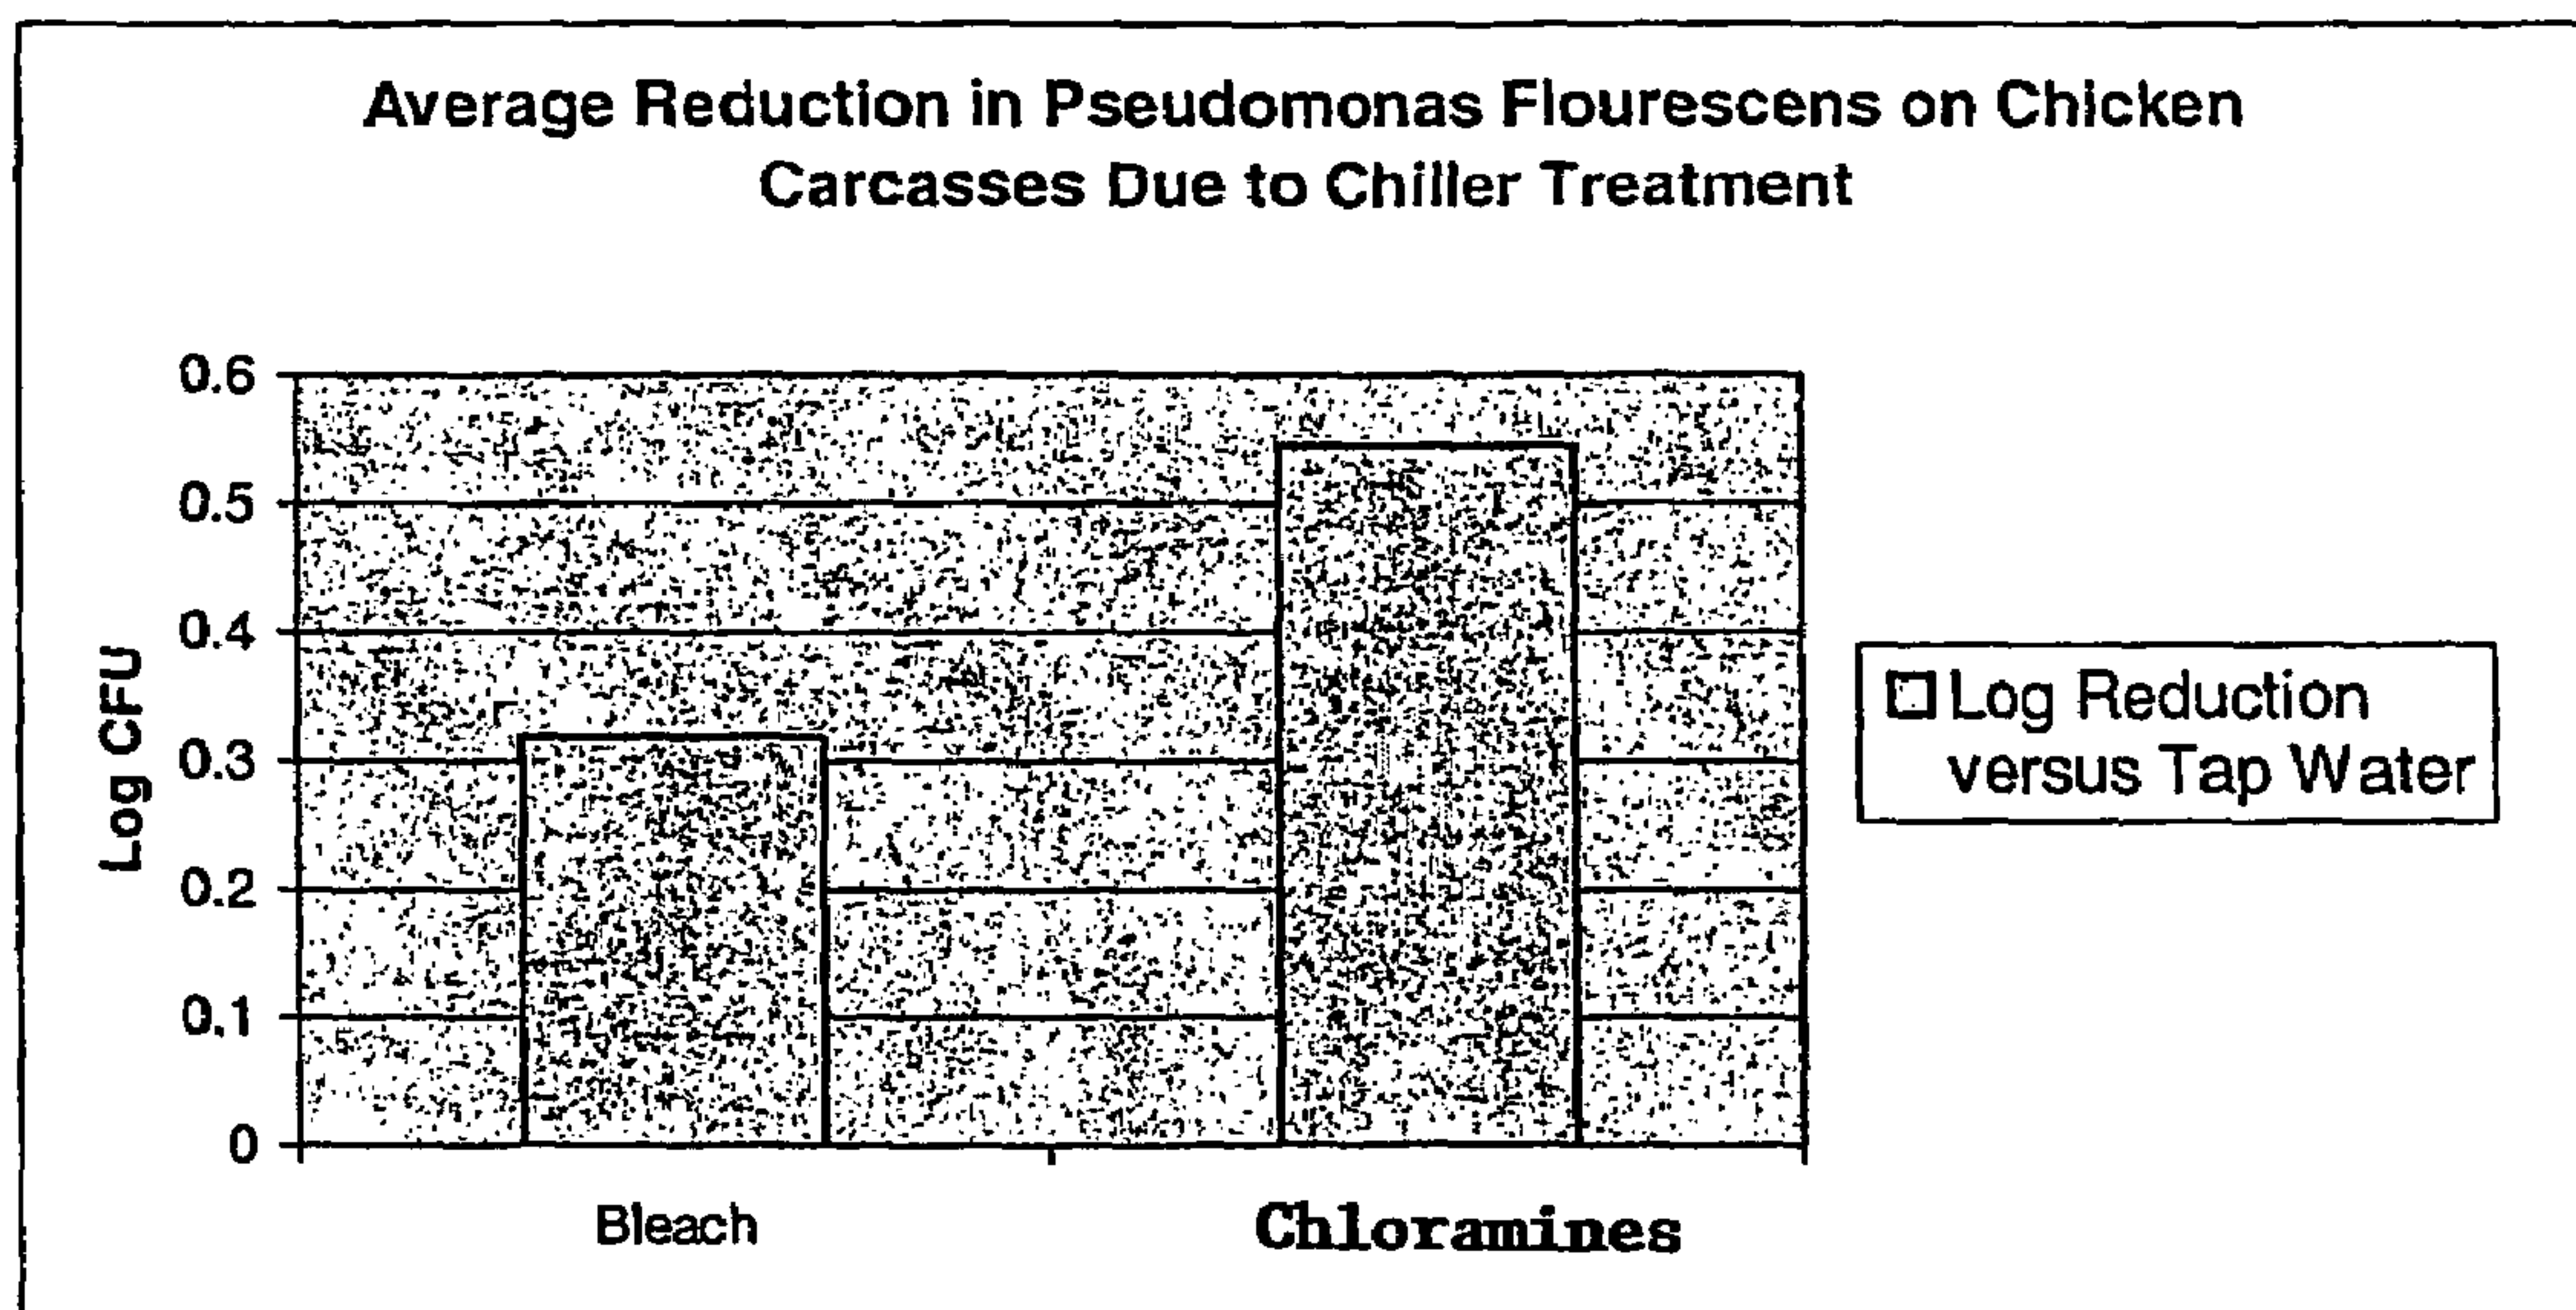 Average Reduction in Pseudomonas Flourescens on Chicken
Carcasses Due to Chiller Treatment
0.6
0.5
0.4
0.3
0.2
0.1
0
Log CFU
Bleach
Chloramines
Log Reduction
versus Tap Water